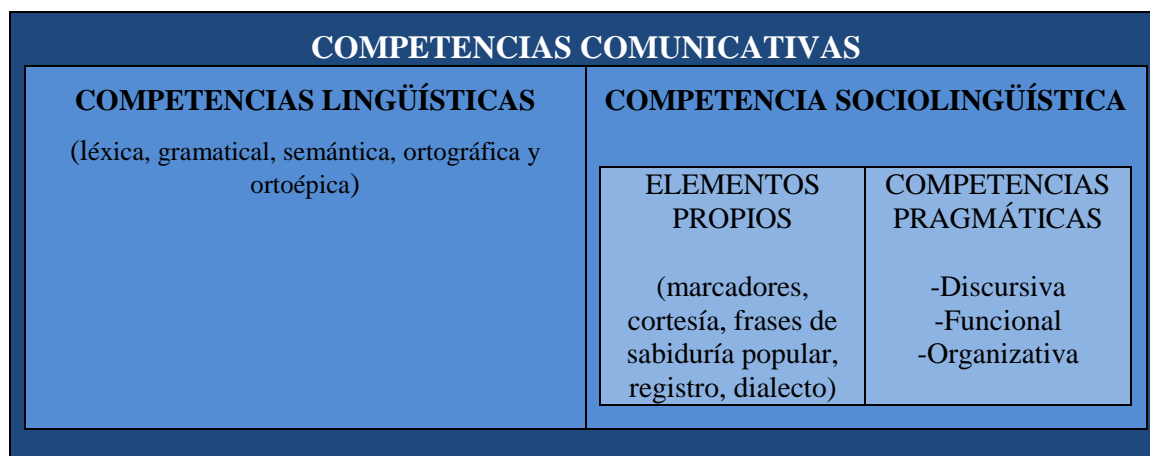 COMPETENCIAS COMUNICATIVAS
COMPETENCIAS LINGÜÍSTICAS
(léxica, gramatical, semántica, ortográfica y
ortoépica)
COMPETENCIA SOCIOLINGÜÍSTICA
ELEMENTOS
PROPIOS
(marcadores,
cortesía, frases de
sabiduría popular,
registro, dialecto)
COMPETENCIAS
PRAGMÁTICAS
-Discursiva
-Funcional
-Organizativa